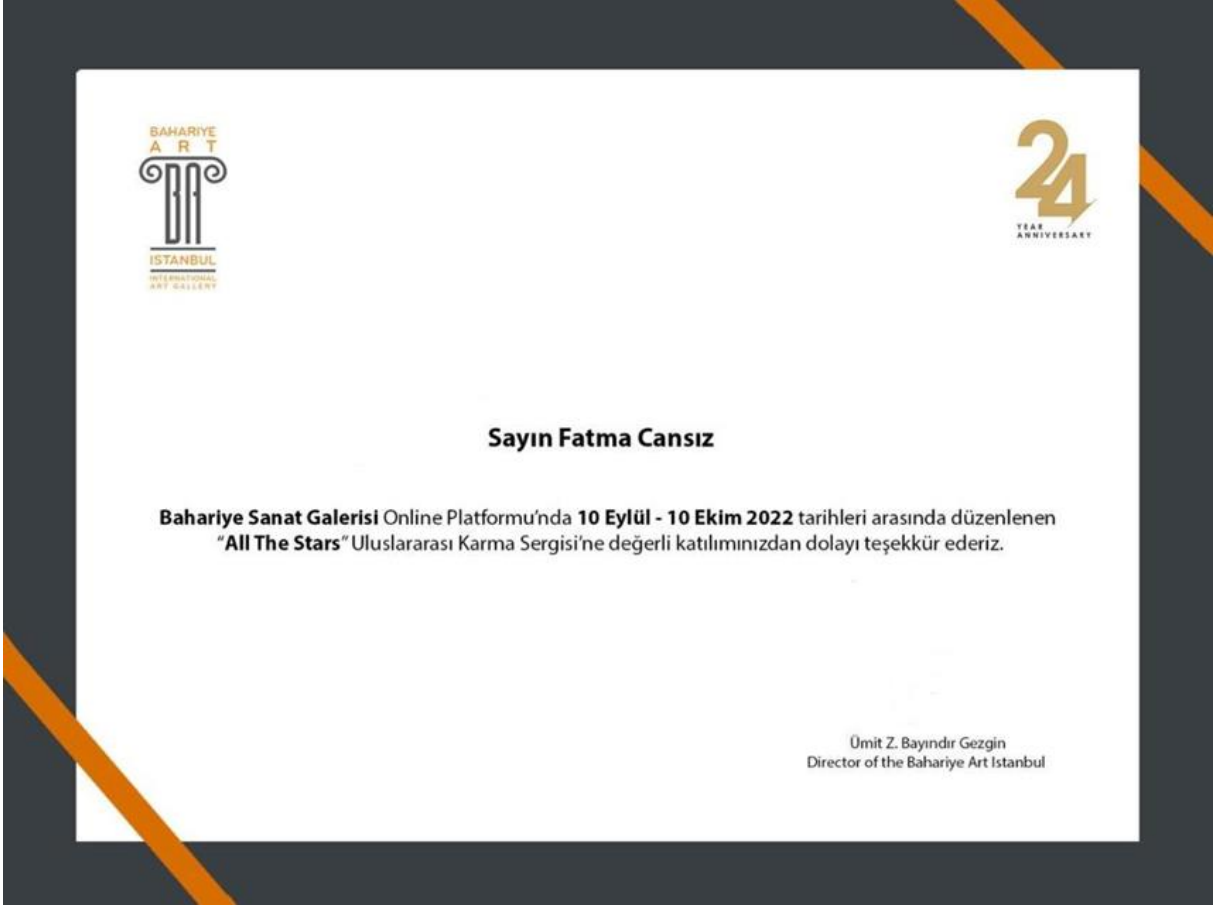 BAHARIYE
ART
BA
ISTANBUL
INTERNATIONAL
ART GALLERY
24
YEAR
ANNIVERSARY
Sayın Fatma Cansız
Bahariye Sanat Galerisi Online Platformu’nda 10 Eylül - 10 Ekim 2022 tarihleri arasında düzenlenen
“All The Stars” Uluslararası Karma Sergisi’ne değerli katılımınızdan dolayı teşekkür ederiz.
Ümit Z. Bayındır Gezgin
Director of the Bahariye Art Istanbul